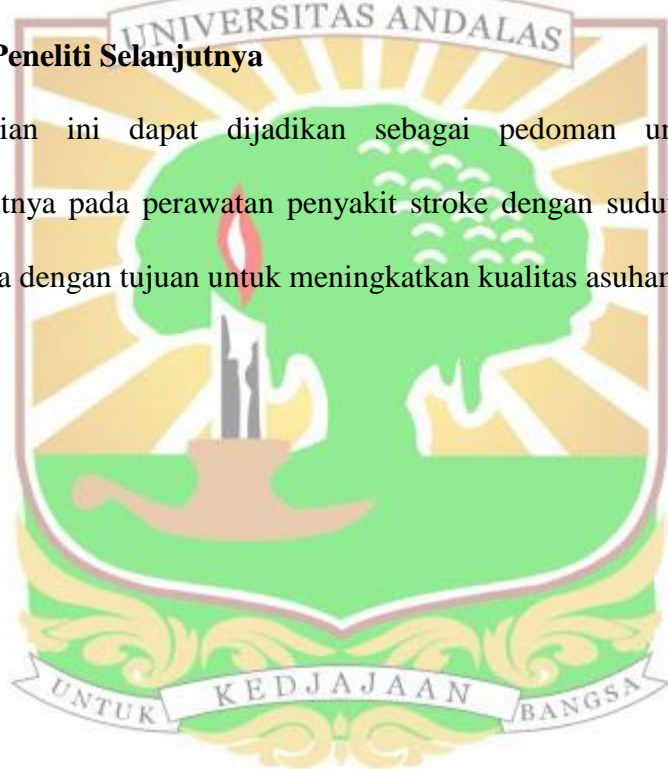 UNIVERSITAS ANDALAS
Peneliti Selanjutnya
ian ini dapat dijadikan sebagai pedoman un
tnya pada perawatan penyakit stroke dengan sudut
a dengan tujuan untuk meningkatkan kualitas asuhan
UNTUK KEDJAJAAN BANGSA